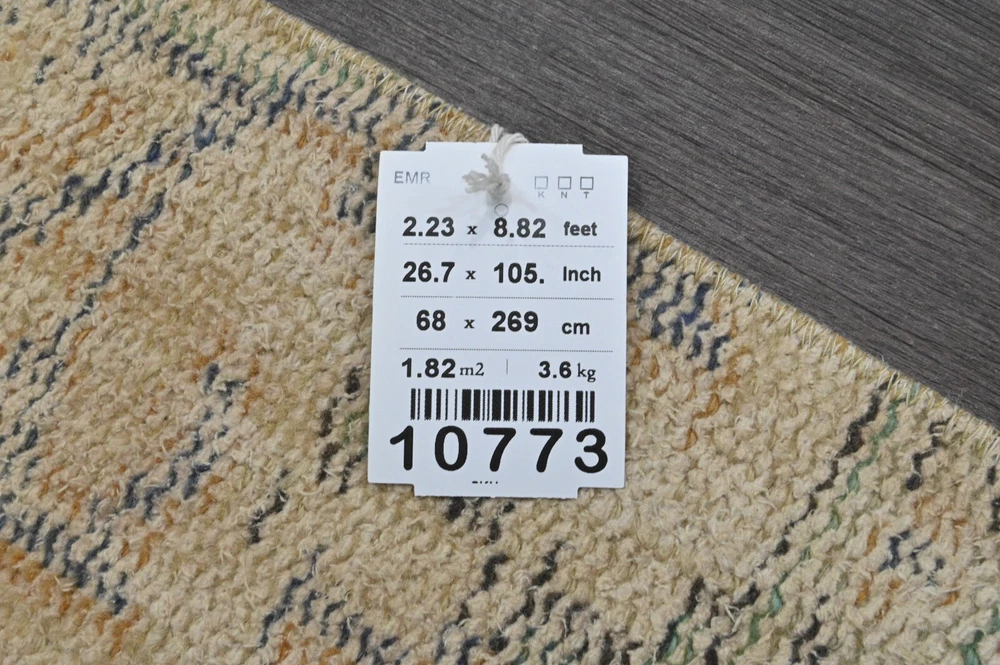 EMR
K N T
2.23 x 8.82 feet
26.7 x 105. Inch
68 x 269 cm
1.82 m2 | 3.6 kg
10773